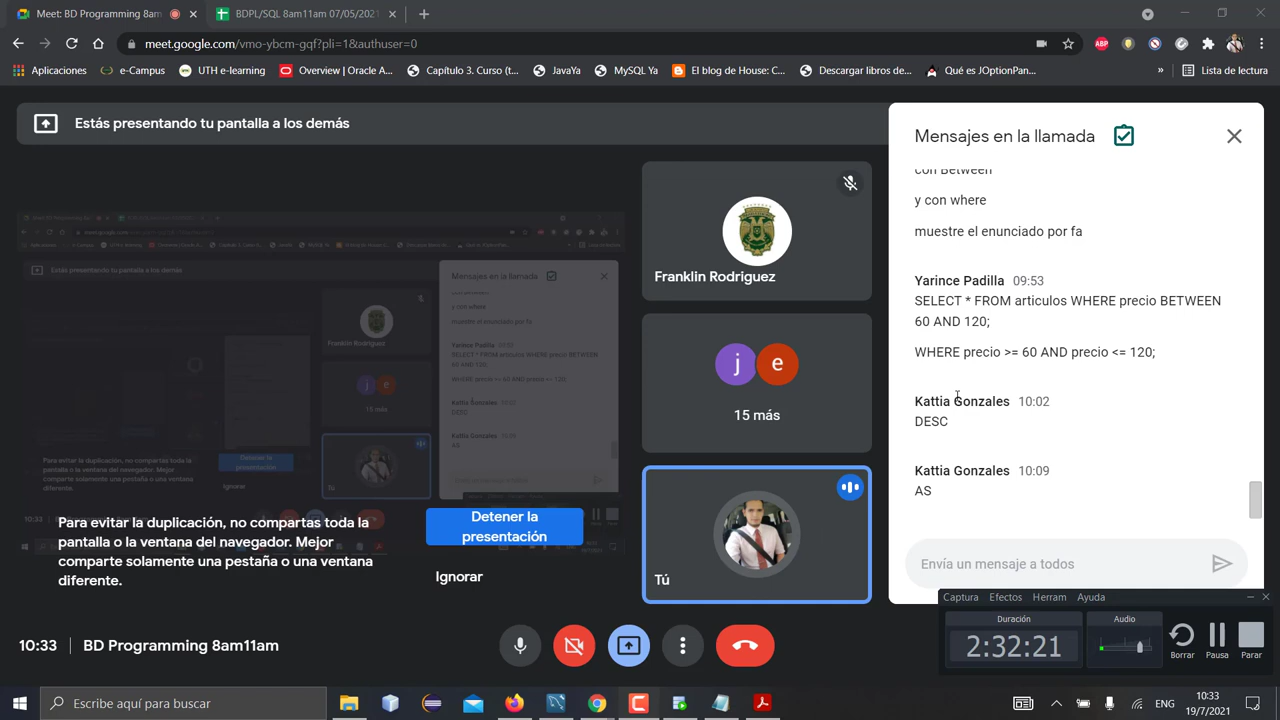 Meet: BD Programming 8am
BDPL/SQL 8am11am 07/05/2021
meet.google.com/vmo-ybcm-gqf?pli=1&authuser=0
ABP
Aplicaciones
e-Campus
UTH e-learning
Overview | Oracle A...
Capítulo 3. Curso (t...
JavaYa
MySQL Ya
El blog de House: C...
Descargar libros de...
Qué es JOptionPan...
»
Lista de lectura
Estás presentando tu pantalla a los demás
Mensajes en la llamada
con Between
y con where
muestre el enunciado por fa
Yarince Padilla 09:53
SELECT * FROM articulos WHERE precio BETWEEN
60 AND 120;
WHERE precio >= 60 AND precio <= 120;
Kattia Gonzales 10:02
DESC
Kattia Gonzales 10:09
AS
Envía un mensaje a todos
Franklin Rodriguez
j e
15 más
Tú
Para evitar la duplicación, no compartas toda la
pantalla o la ventana del navegador. Mejor
comparte solamente una pestaña o una ventana
diferente.
Detener la
presentación
Ignorar
10:33 | BD Programming 8am11am
Captura Efectos Herram Ayuda
Duración
2:32:21
Audio
Borrar Pausa Parar
Escribe aquí para buscar
ENG
10:33
19/7/2021